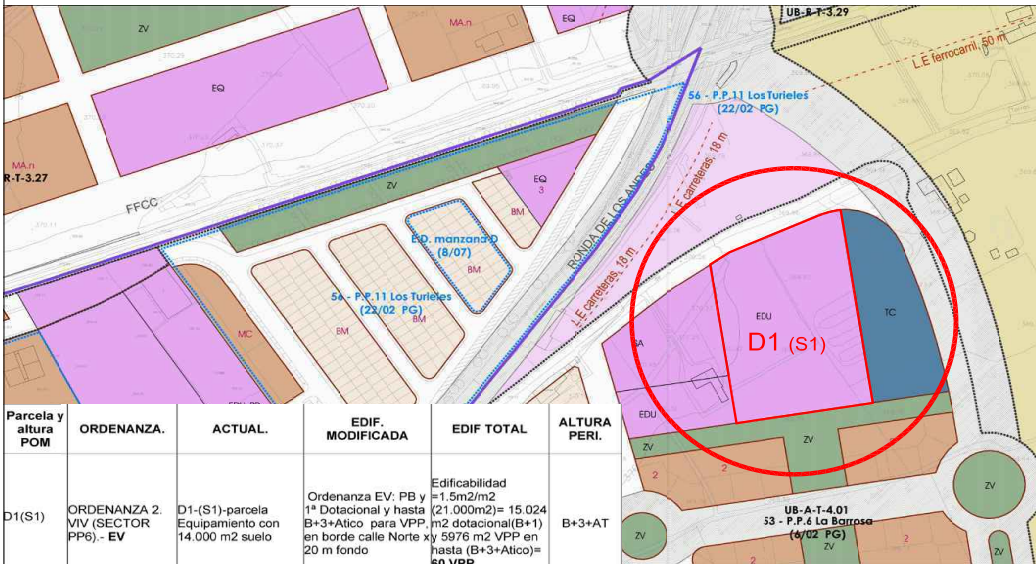 UB-R-T-3.29
ZV
MA.n
EQ
EQ
L.E ferrocarril, 50 m
56 - P.P.11 Los Turieles
(22/02 PG)
MA.n
R-T-3.27
FFCC
ZV
EQ
3
BM
L.E carreteras, 18 m
RONDA DE LOS ANDES
E.D. manzana D
(8/07)
BM
L.E carreteras, 18 m
56 - P.P.11 Los Turieles
(22/02 PG)
BM
BM
MC
EDU
TC
D1 (S1)
EDU
ZV
ZV
2
2
2
ZV
UB-A-T-4.01
53 - P.P.6 La Barrosa
(6/02 PG)
ZV
ZV
2
ZV
Parcela y
altura
POM
ORDENANZA.
ACTUAL.
EDIF.
MODIFICADA
EDIF TOTAL
ALTURA
PERI.
D1(S1)
ORDENANZA 2.
VIV (SECTOR
PP6).- EV
D1-(S1)-parcela
Equipamiento con
14.000 m2 suelo
Ordenanza EV: PB y
1ª Dotacional y hasta
B+3+Atico para VPP,
en borde calle Norte x
20 m fondo
Edificabilidad
=1.5m2/m2
(21.000m2)= 15.024
m2 dotacional(B+1)
y 5976 m2 VPP en
hasta (B+3+Atico)=
60 VPP
B+3+AT